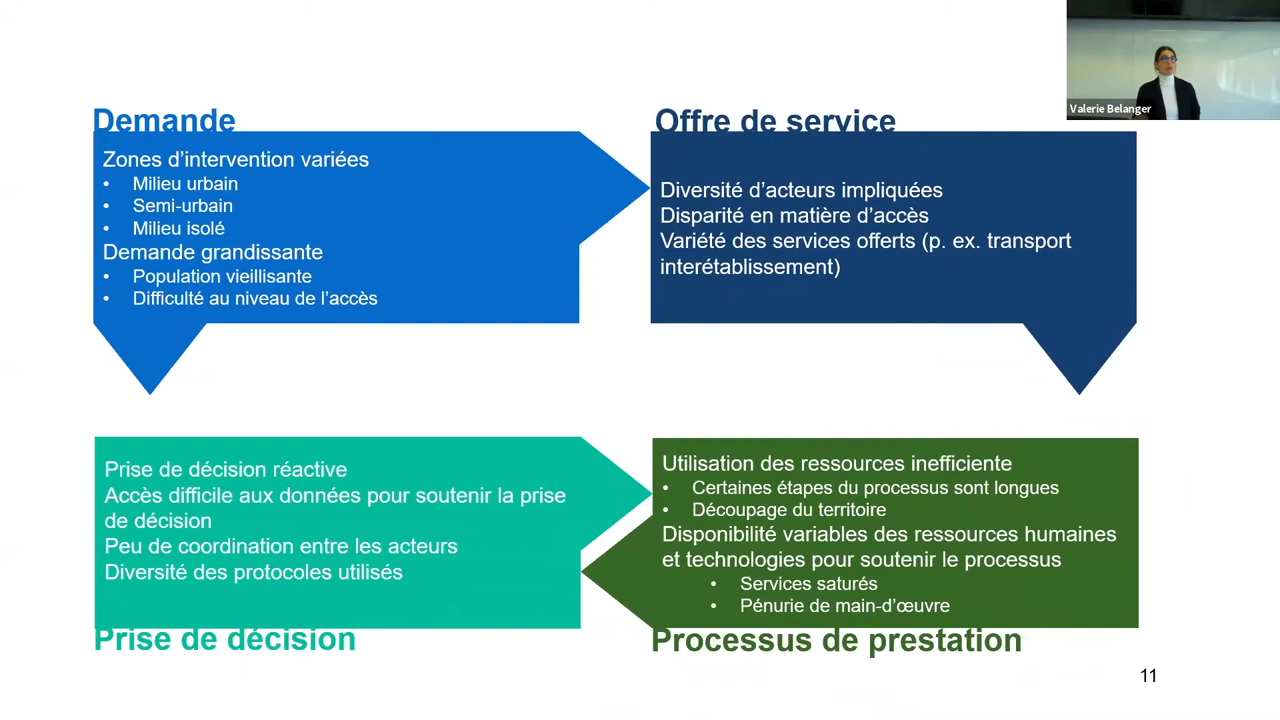 Valerie Belanger
Demande
Zones d’intervention variées
• Milieu urbain
• Semi-urbain
• Milieu isolé
Demande grandissante
• Population vieillisante
• Difficulté au niveau de l’accès
Offre de service
Diversité d’acteurs impliquées
Disparité en matière d’accès
Variété des services offerts (p. ex. transport
interétablissement)
Prise de décision réactive
Accès difficile aux données pour soutenir la prise
de décision
Peu de coordination entre les acteurs
Diversité des protocoles utilisés
Prise de décision
Utilisation des ressources inefficiente
• Certaines étapes du processus sont longues
• Découpage du territoire
Disponibilité variables des ressources humaines
et technologies pour soutenir le processus
• Services saturés
• Pénurie de main-d’œuvre
Processus de prestation
11